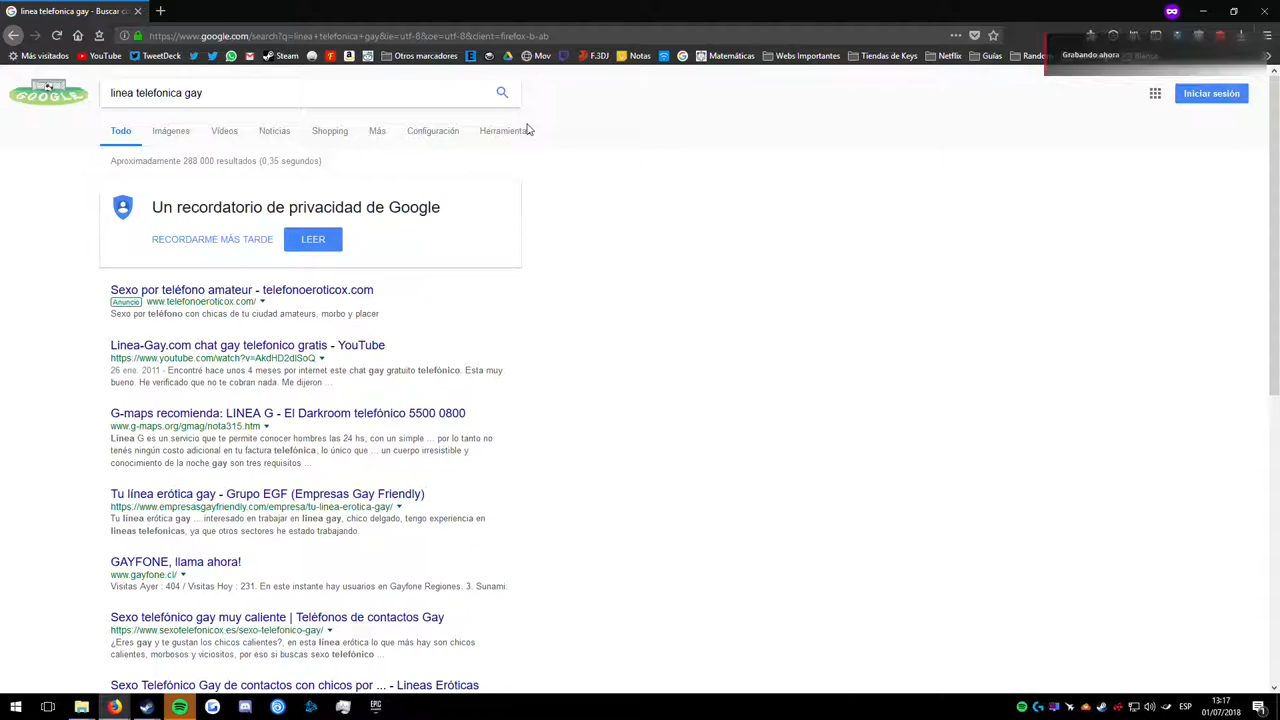 linea telefonica gay - Buscar co
https://www.google.com/search?q=linea+telefonica+gay&ie=utf-8&oe=utf-8&client=firefox-b-ab
Más visitados
YouTube
TweetDeck
Steam
Otros marcadores
Move
F.3DJ
Notas
Matemáticas
Webs Importantes
Tiendas de Keys
Netflix
Guías
Random
Blanca
Grabando ahora
GOOGLE
linea telefonica gay
Iniciar sesión
Todo
Imágenes
Vídeos
Noticias
Shopping
Más
Configuración
Herramientas
Aproximadamente 288.000 resultados (0,35 segundos)
Un recordatorio de privacidad de Google
RECORDARME MÁS TARDE
LEER
Sexo por teléfono amateur - telefonoeroticox.com
Anuncio www.telefonoeroticox.com/
Sexo por teléfono con chicas de tu ciudad amateurs, morbo y placer
Linea-Gay.com chat gay telefonico gratis - YouTube
https://www.youtube.com/watch?v=AkdHD2dlSoQ
26 ene. 2011 - Encontré hace unos 4 meses por internet este chat gay gratuito telefónico. Esta muy
bueno. He verificado que no te cobran nada. Me dijeron ...
G-maps recomienda: LINEA G - El Darkroom telefónico 5500 0800
www.g-maps.org/gmag/nota315.htm
Linea G es un servicio que te permite conocer hombres las 24 hs, con un simple ... por lo tanto no
tenés ningún costo adicional en tu factura telefónica, lo único que ... un cuerpo irresistible y
conocimiento de la noche gay son tres requisitos ...
Tu línea erótica gay - Grupo EGF (Empresas Gay Friendly)
https://www.empresasgayfriendly.com/empresa/tu-linea-erotica-gay/
Tu línea erótica gay ... interesado en trabajar en linea gay, chico delgado, tengo experiencia en
lineas telefonicas, ya que otros sectores he estado trabajando.
GAYFONE, llama ahora!
www.gayfone.cl/
Visitas Ayer : 404 / Visitas Hoy : 231. En este instante hay usuarios en Gayfone Regiones. 3. Sunami.
Sexo telefónico gay muy caliente | Teléfonos de contactos Gay
https://www.sexotelefonicox.es/sexo-telefonico-gay/
¿Eres gay y te gustan los chicos calientes?, en esta línea erótica lo que más hay son chicos
calientes, morbosos y viciositos, por eso si buscas sexo telefónico ...
Sexo Telefónico Gay de contactos con chicos por ... - Lineas Eróticas
EPIC
ESP
13:17
01/07/2018